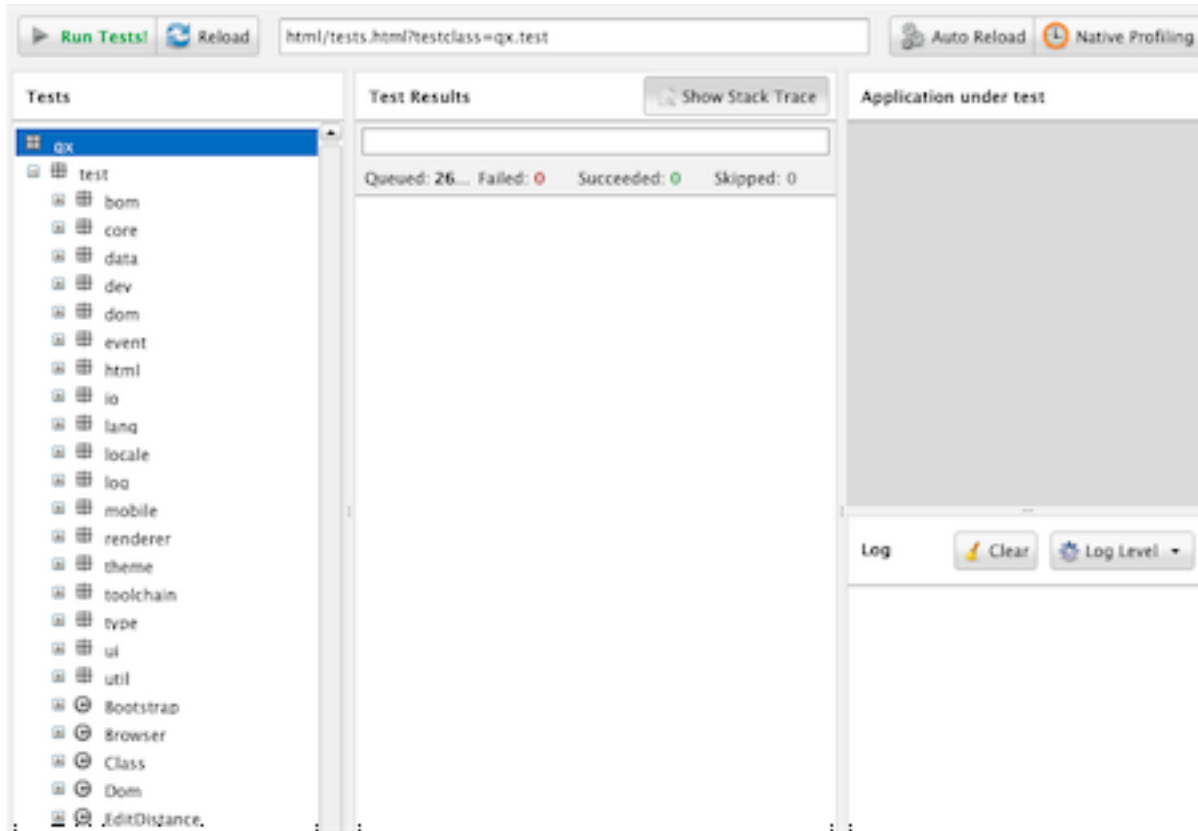 Run Tests! Reload html/tests.html?testclass=qx.test Auto Reload Native Profiling
Tests
qx
test
bom
core
data
dev
dom
event
html
io
lang
locale
log
mobile
renderer
theme
toolchain
type
ui
util
Bootstrap
Browser
Class
Dom
EditDistance
Test Results Show Stack Trace
Queued: 26... Failed: 0 Succeeded: 0 Skipped: 0
Application under test
Log Clear Log Level